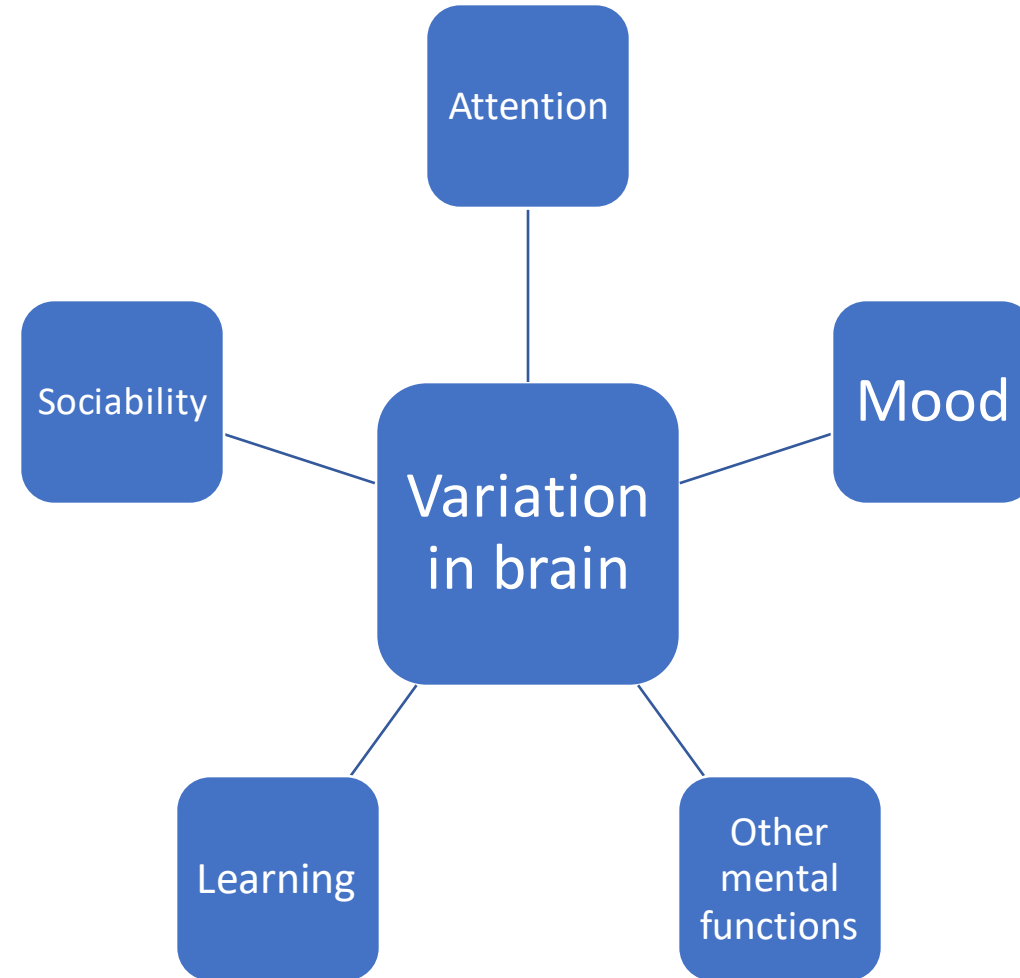 Attention
Mood
Sociability
Variation
in brain
Learning
Other
mental
functions